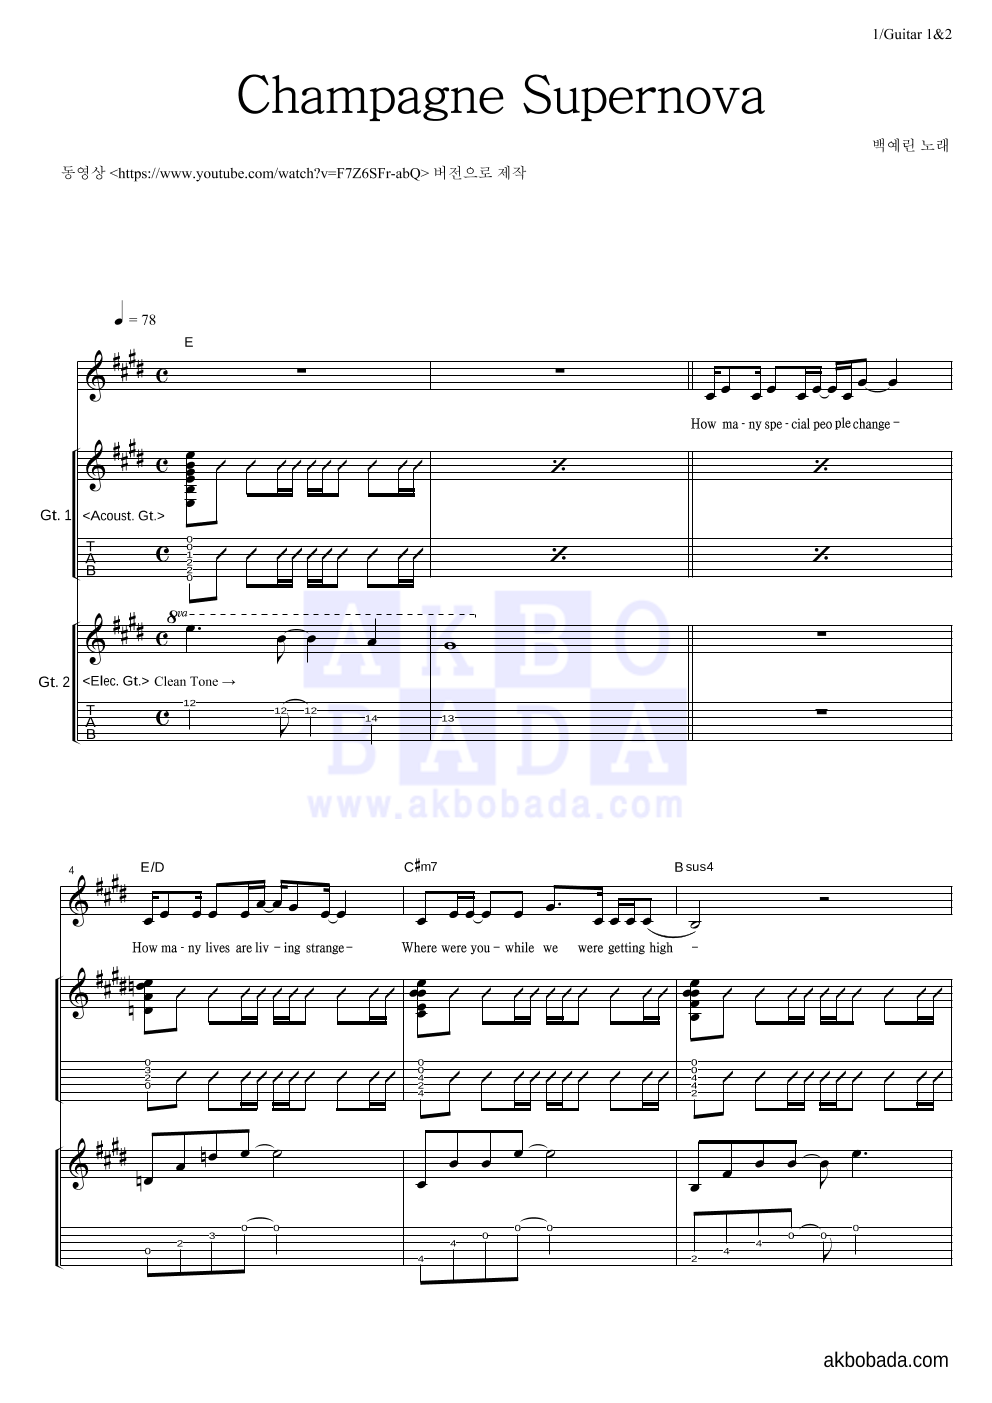 1/Guitar 1&2
Champagne Supernova
백예린 노래
동영상 <https://www.youtube.com/watch?v=F7Z6SFr-abQ> 버전으로 제작
= 78
E
How ma - ny spe - cial peo ple change -
Gt. 1 <Acoust. Gt.>
T A B
0 0 1 2 2 0
8va
Gt. 2 <Elec. Gt.> Clean Tone →
T A B
12 12 12 14 13
AKBO
BADA
www.akbobada.com
4 E/D C#m7 B sus4
How ma - ny lives are liv - ing strange - Where were you - while we were getting high -
0 3 2 0 0 0 4 2 4 0 0 4 4 2
0 2 3 0 0 4 4 0 0 0 2 4 4 0 0 0
akbobada.com